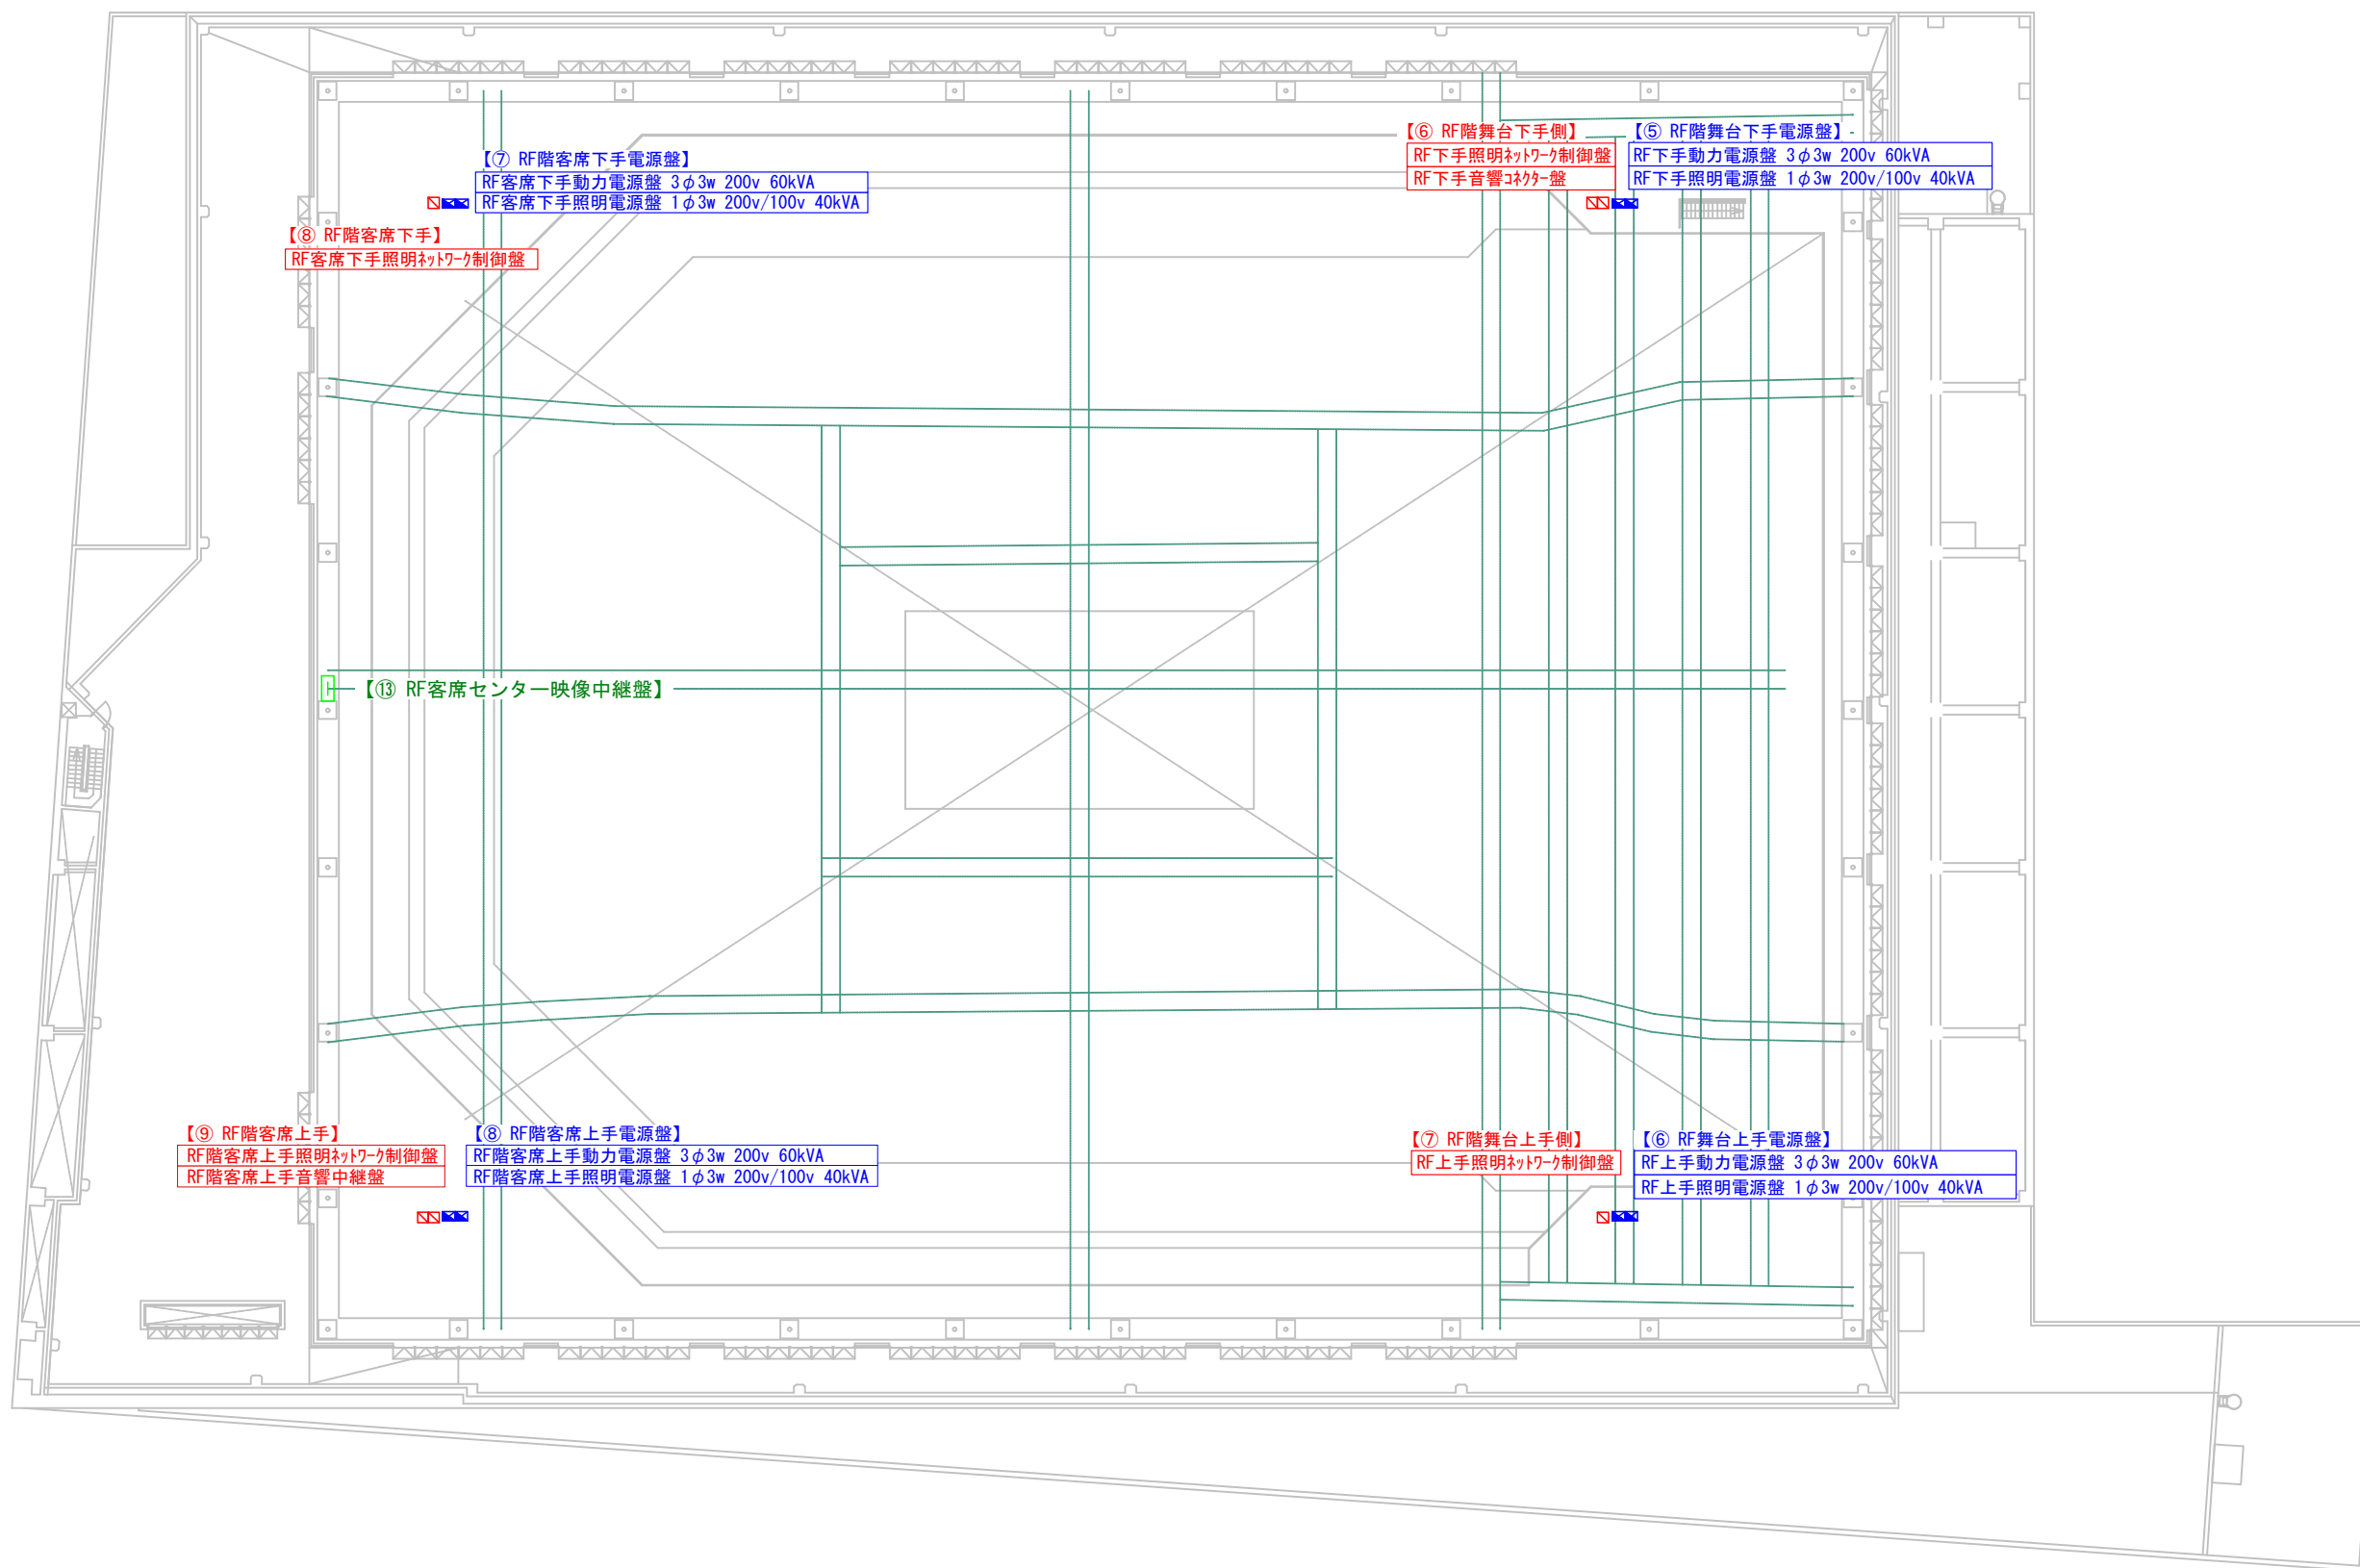 【⑥ RF階舞台下手側】
RF下手照明ﾈｯﾄﾜｰｸ制御盤
RF下手音響ｺﾈｸﾀｰ盤
【⑤ RF階舞台下手電源盤】
RF下手動力電源盤 3φ3w 200v 60kVA
RF下手照明電源盤 1φ3w 200v/100v 40kVA
【⑦ RF階客席下手電源盤】
RF客席下手動力電源盤 3φ3w 200v 60kVA
RF客席下手照明電源盤 1φ3w 200v/100v 40kVA
【⑧ RF階客席下手】
RF客席下手照明ﾈｯﾄﾜｰｸ制御盤
【⑬ RF客席センター映像中継盤】
【⑨ RF階客席上手】
RF階客席上手照明ﾈｯﾄﾜｰｸ制御盤
RF階客席上手音響中継盤
【⑧ RF階客席上手電源盤】
RF階客席上手動力電源盤 3φ3w 200v 60kVA
RF階客席上手照明電源盤 1φ3w 200v/100v 40kVA
【⑦ RF階舞台上手側】
RF上手照明ﾈｯﾄﾜｰｸ制御盤
【⑥ RF舞台上手電源盤】
RF上手動力電源盤 3φ3w 200v 60kVA
RF上手照明電源盤 1φ3w 200v/100v 40kVA